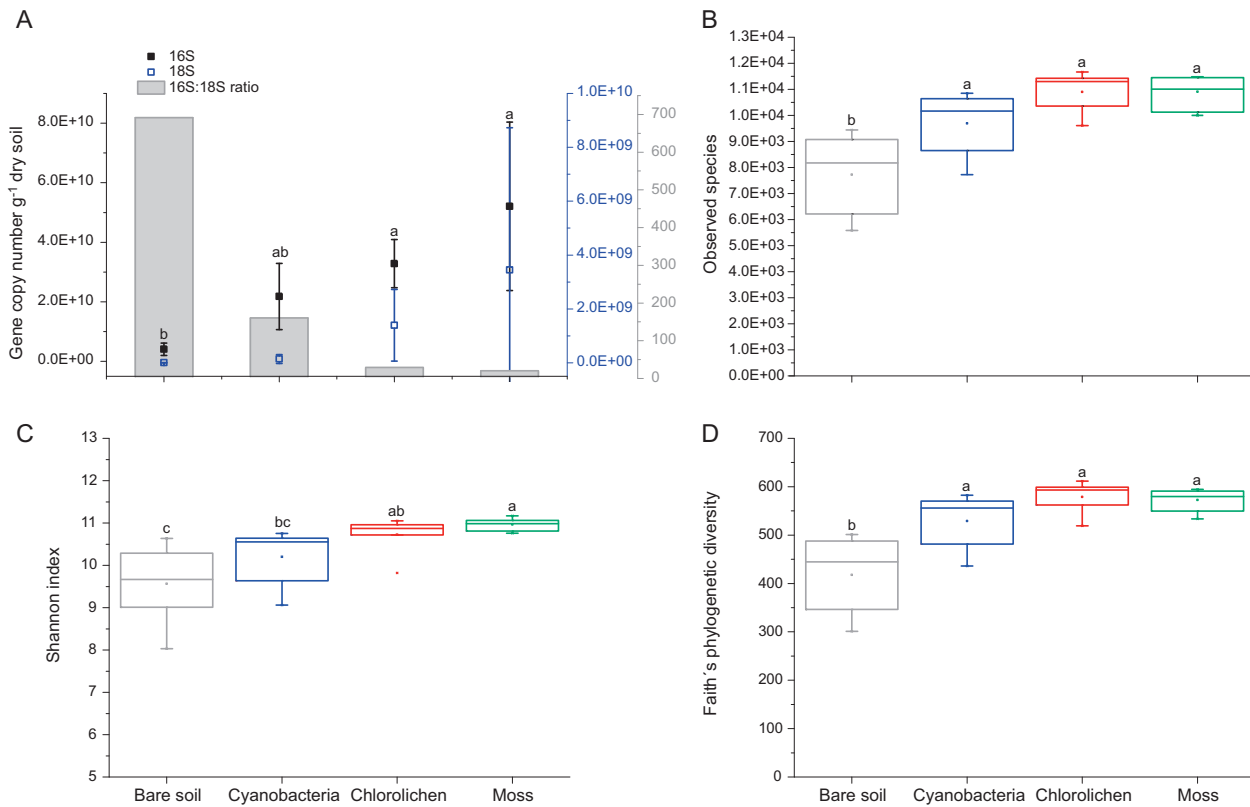 A
16S
18S
16S:18S ratio
Gene copy number g-1 dry soil
8.0E+10
6.0E+10
4.0E+10
2.0E+10
0.0E+00
b
ab
a
a
1.0E+10
8.0E+09
6.0E+09
4.0E+09
2.0E+09
0.0E+00
700
600
500
400
300
200
100
0
B
Observed species
1.3E+04
1.2E+04
1.1E+04
1.0E+04
9.0E+03
8.0E+03
7.0E+03
6.0E+03
5.0E+03
4.0E+03
3.0E+03
2.0E+03
1.0E+03
0.0E+00
b
a
a
a
C
Shannon index
13
12
11
10
9
8
7
6
5
c
bc
ab
a
Bare soil Cyanobacteria Chlorolichen Moss
D
Faith´s phylogenetic diversity
700
600
500
400
300
200
100
0
b
a
a
a
Bare soil Cyanobacteria Chlorolichen Moss